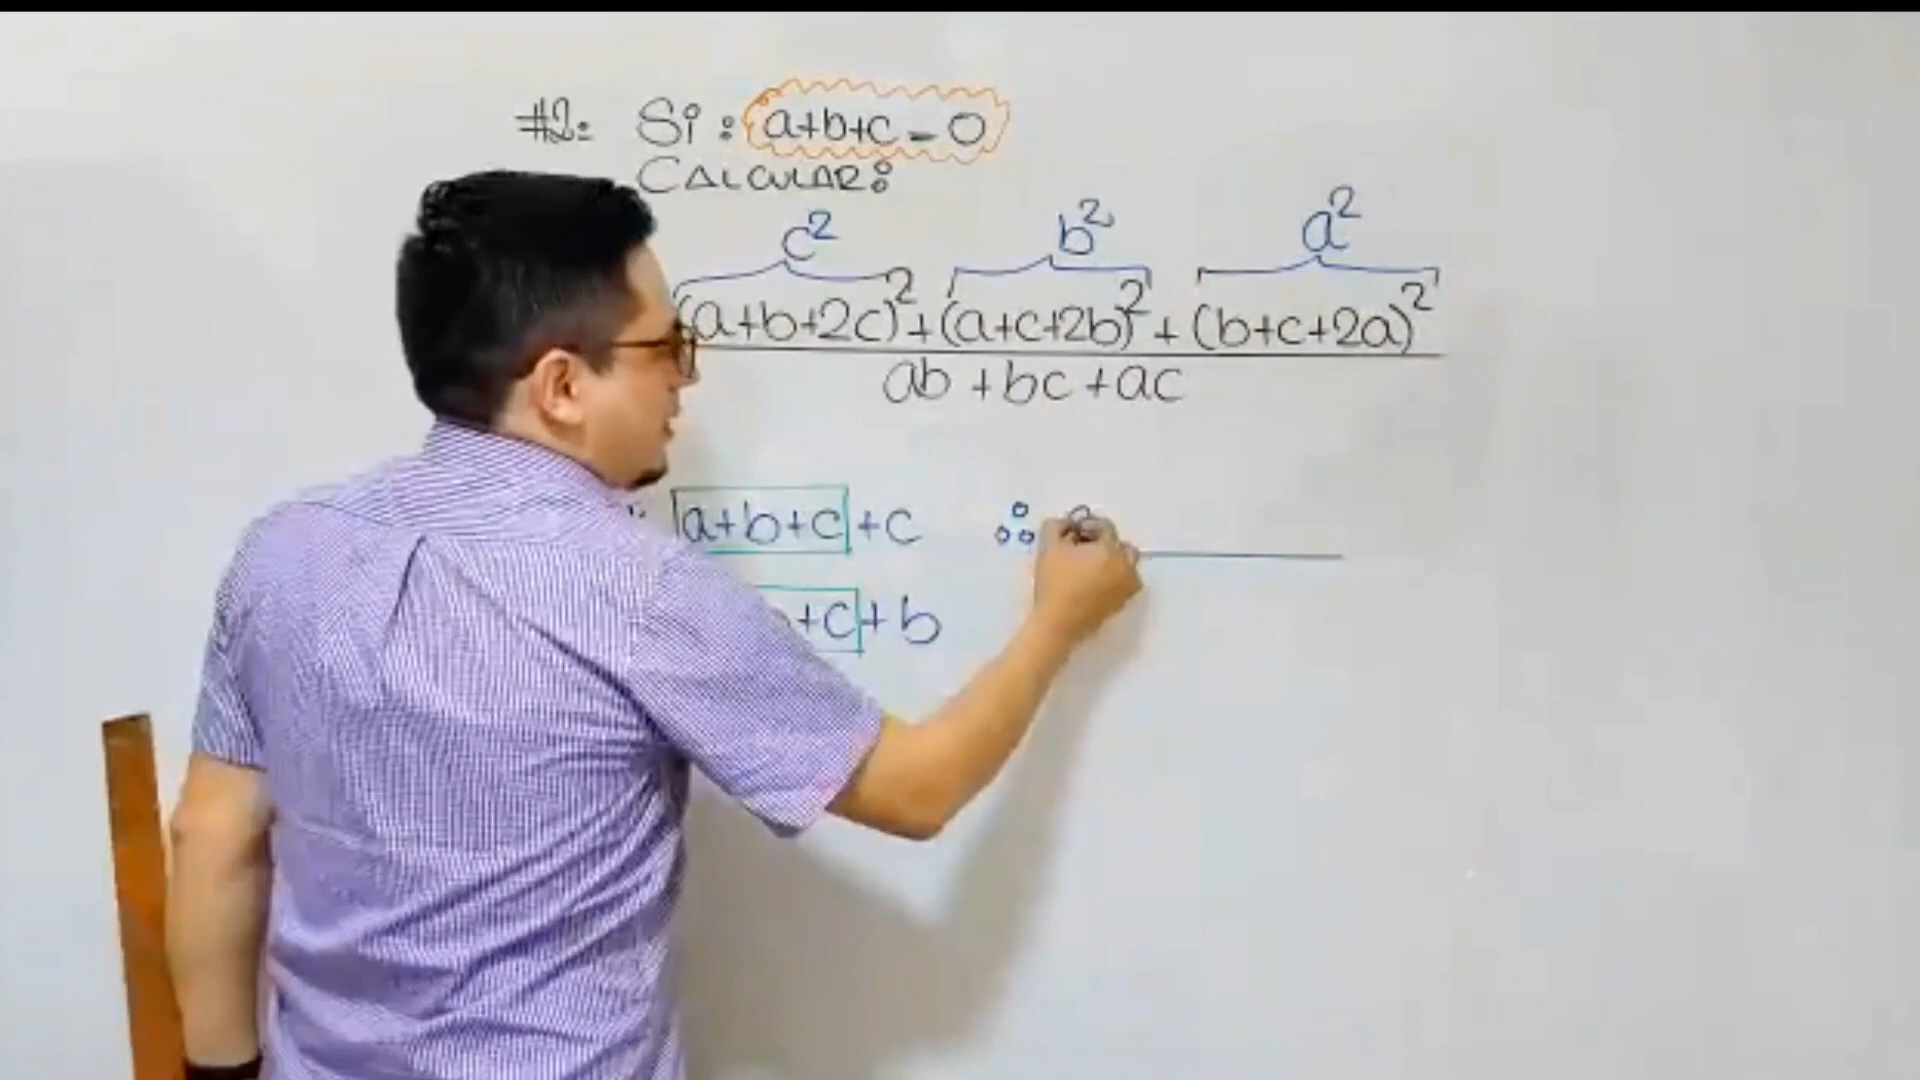 #2: Si: a+b+c=0
CALCULAR:
c² b² a²
(a+b+2c)²+(a+c+2b)²+(b+c+2a)²
ab+bc+ac
a+b+c+c ∴
+c+b